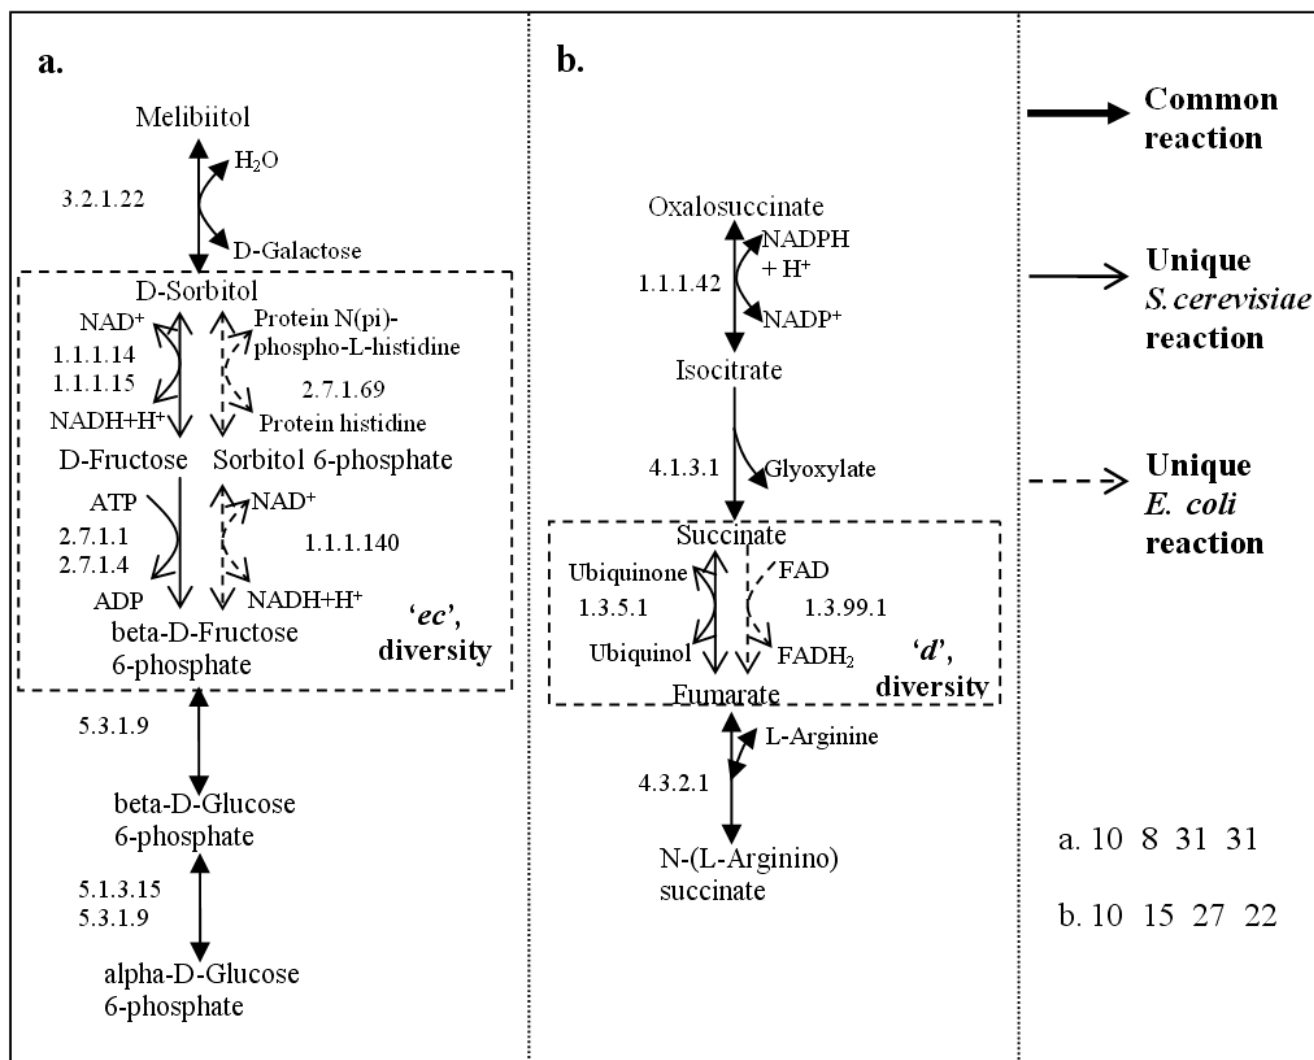 a.
Melibiitol
H₂O
3.2.1.22
D-Galactose
D-Sorbitol
NAD⁺
Protein N(pi)-
phospho-L-histidine
1.1.1.14
1.1.1.15
2.7.1.69
NADH+H⁺
Protein histidine
D-Fructose
Sorbitol 6-phosphate
ATP
NAD⁺
2.7.1.1
2.7.1.4
1.1.1.140
ADP
NADH+H⁺
beta-D-Fructose
6-phosphate
'ec',
diversity
5.3.1.9
beta-D-Glucose
6-phosphate
5.1.3.15
5.3.1.9
alpha-D-Glucose
6-phosphate
b.
Oxalosuccinate
NADPH
+ H⁺
1.1.1.42
NADP⁺
Isocitrate
4.1.3.1
Glyoxylate
Succinate
Ubiquinone
FAD
1.3.5.1
1.3.99.1
Ubiquinol
FADH₂
Fumarate
'd',
diversity
L-Arginine
4.3.2.1
N-(L-Arginino)
succinate
Common
reaction
Unique
S. cerevisiae
reaction
Unique
E. coli
reaction
a. 10 8 31 31
b. 10 15 27 22